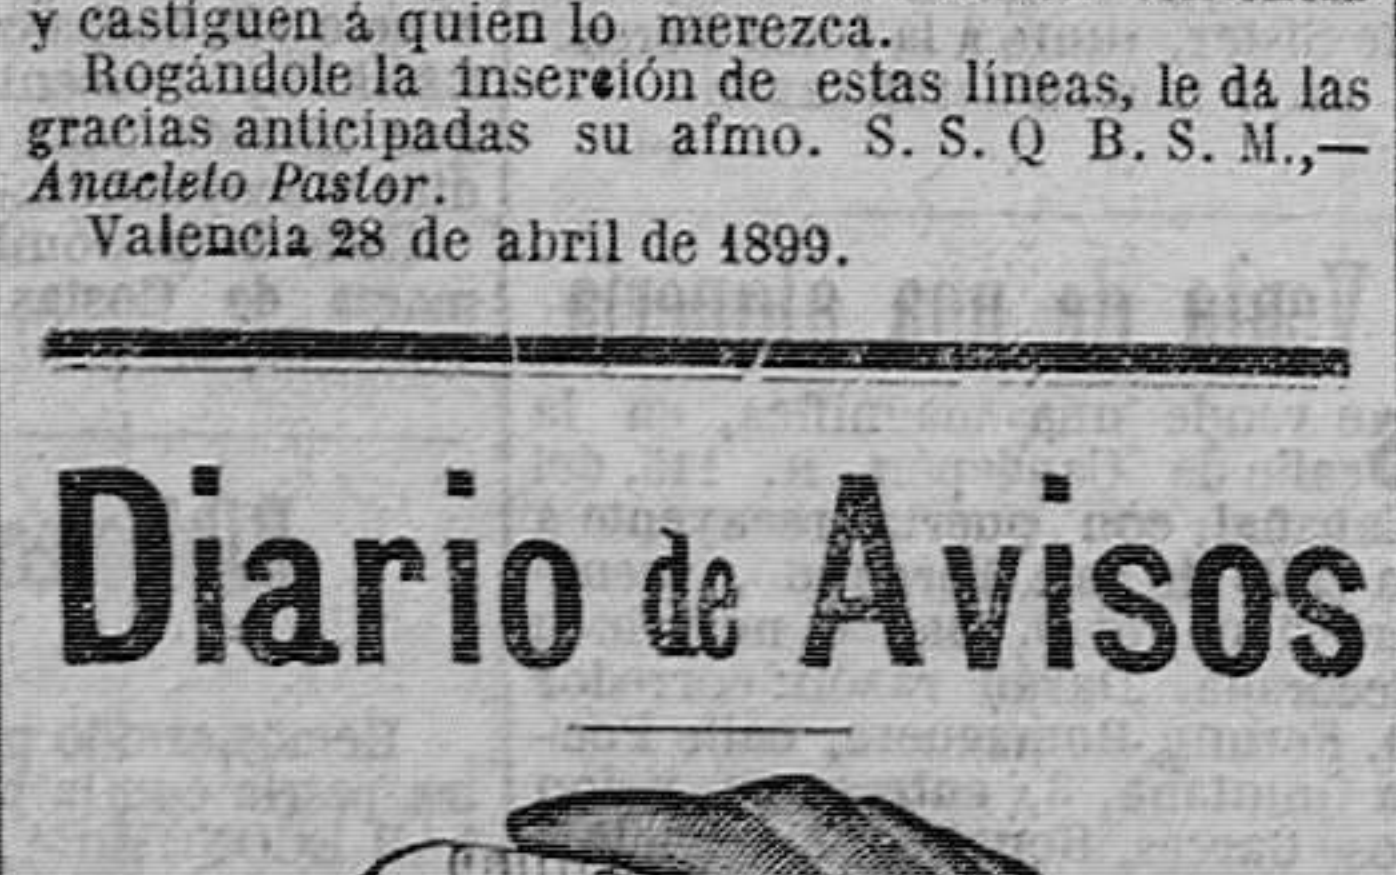 y castiguen á quien lo merezca.
Rogándole la inserción de estas líneas, le dá las
gracias anticipadas su afmo. S. S. Q B. S. M.,—
Anacleto Pastor.
Valencia 28 de abril de 1899.
Diario de Avisos